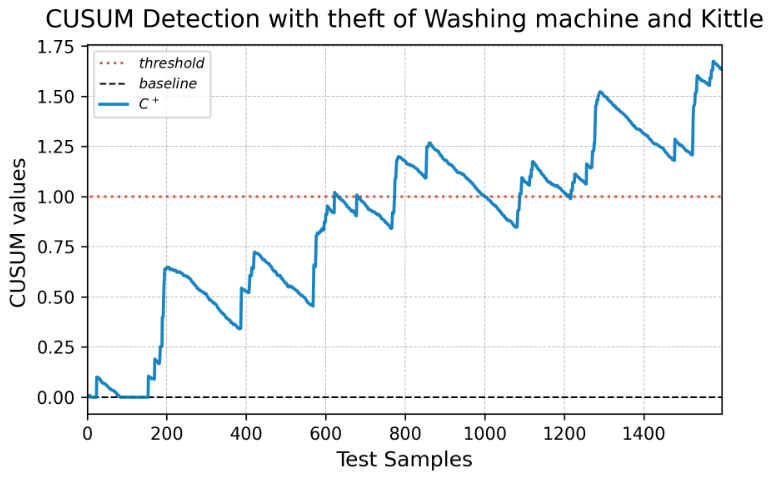 CUSUM Detection with theft of Washing machine and Kittle
CUSUM values
1.75
1.50
1.25
1.00
0.75
0.50
0.25
0.00
threshold
baseline
C⁺
0 200 400 600 800 1000 1200 1400
Test Samples